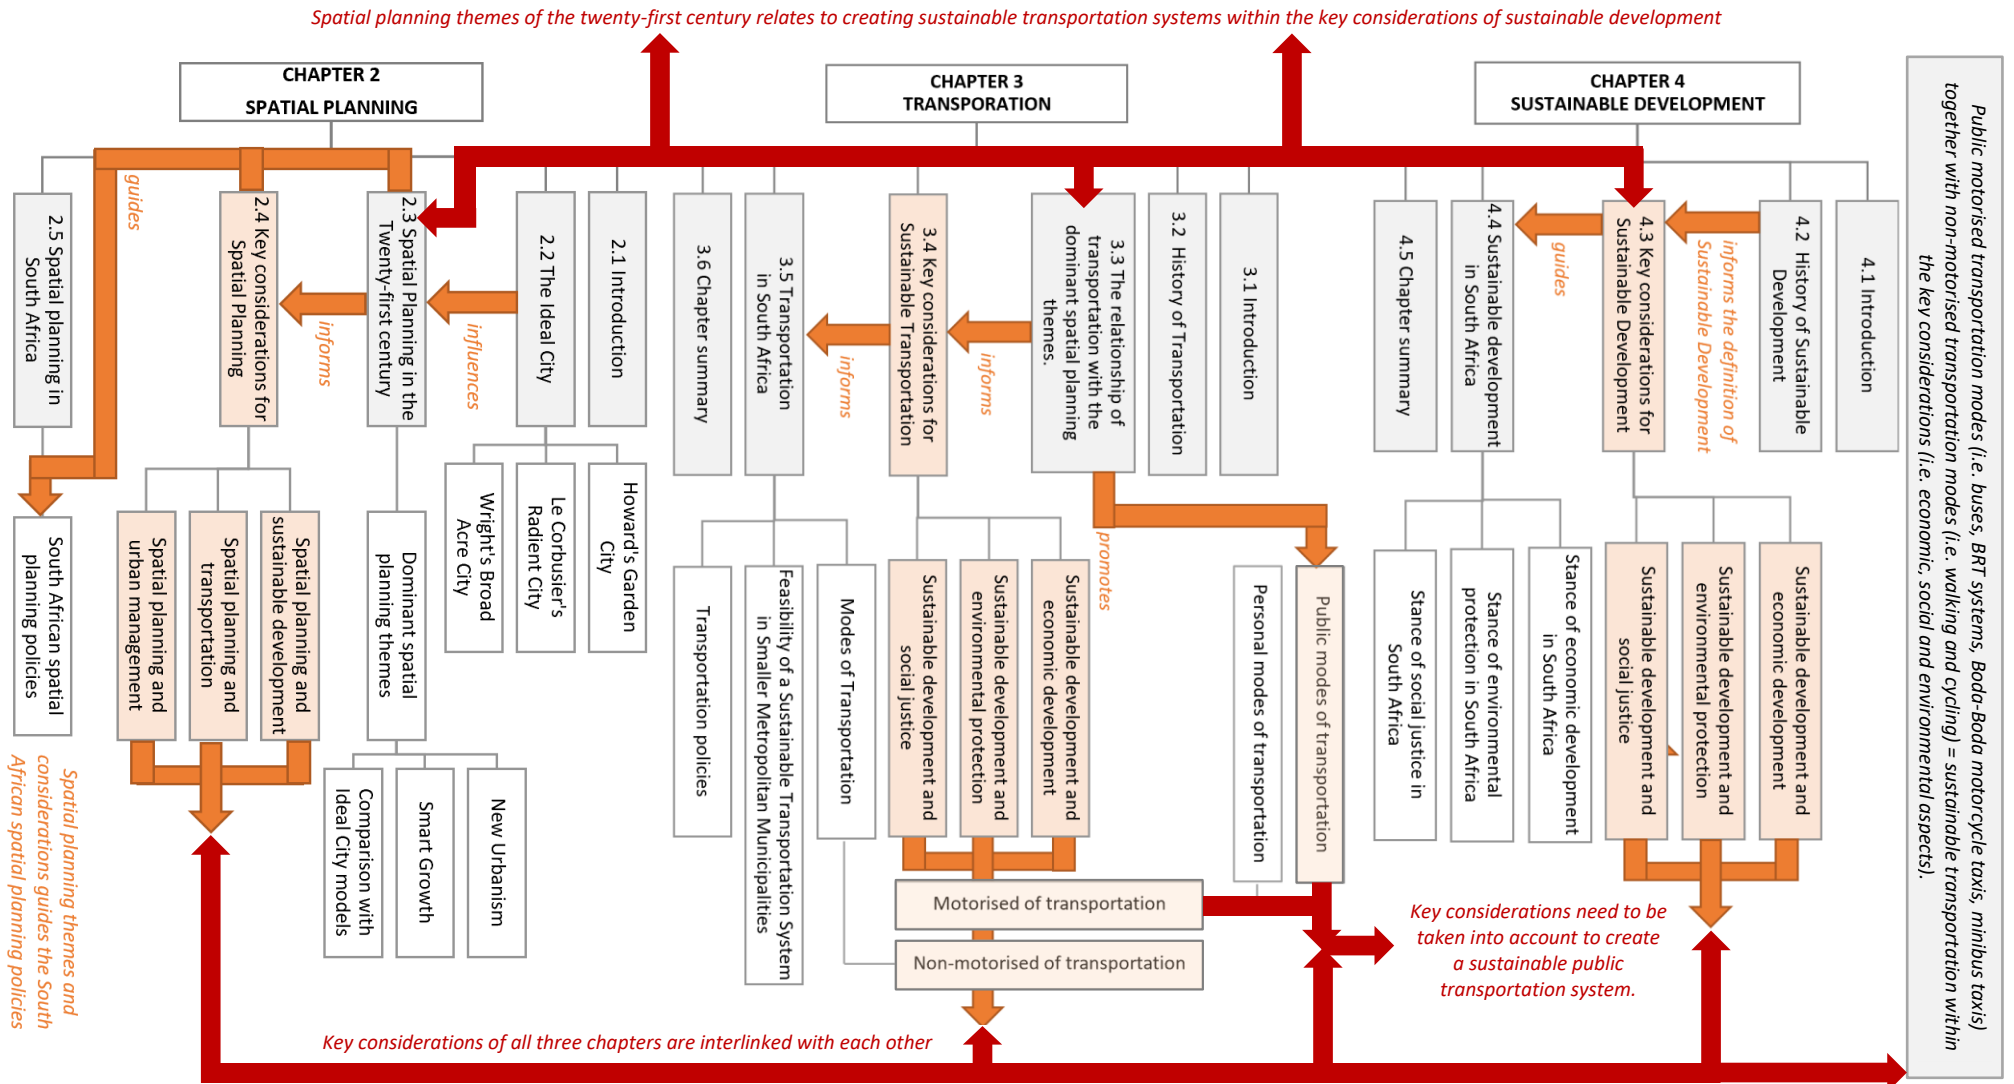 Spatial planning themes of the twenty-first century relates to creating sustainable transportation systems within the key considerations of sustainable development
CHAPTER 2
SPATIAL PLANNING
CHAPTER 3
TRANSPORATION
CHAPTER 4
SUSTAINABLE DEVELOPMENT
2.5 Spatial planning in
South Africa
guides
2.4 Key considerations for
Spatial Planning
informs
2.3 Spatial Planning in the
Twenty-first century
influences
2.2 The Ideal City
2.1 Introduction
3.6 Chapter summary
3.5 Transportation
in South Africa
informs
3.4 Key considerations for
Sustainable Transportation
informs
3.3 The relationship of
transportation with the
dominant spatial planning
themes.
3.2 History of Transportation
3.1 Introduction
4.5 Chapter summary
4.4 Sustainable development
in South Africa
guides
4.3 Key considerations for
Sustainable Development
informs the definition of
Sustainable Development
4.2 History of Sustainable
Development
4.1 Introduction
South African spatial
planning policies
Spatial planning and
urban management
Spatial planning and
transportation
Spatial planning and
sustainable development
Dominant spatial
planning themes
Wright's Broad
Acre City
Le Corbusier's
Radient City
Howard's Garden
City
Transportation policies
Feasibility of a Sustainable Transportation System
in Smaller Metropolitan Municipalities
Modes of Transportation
Sustainable development and
social justice
Sustainable development and
environmental protection
Sustainable development and
economic development
promotes
Personal modes of transportation
Public modes of transportation
Stance of social justice in
South Africa
Stance of environmental
protection in South Africa
Stance of economic development
in South Africa
Sustainable development and
social justice
Sustainable development and
environmental protection
Sustainable development and
economic development
Spatial planning themes and
considerations guides the South
African spatial planning policies
Comparison with
Ideal City models
Smart Growth
New Urbanism
Motorised of transportation
Non-motorised of transportation
Key considerations need to be
taken into account to create
a sustainable public
transportation system.
Key considerations of all three chapters are interlinked with each other
Public motorised transportation modes (i.e. buses, BRT systems, Boda-Boda motorcycle taxis, minibus taxis)
together with non-motorised transportation modes (i.e. walking and cycling) = sustainable transportation within
the key considerations (i.e. economic, social and environmental aspects).